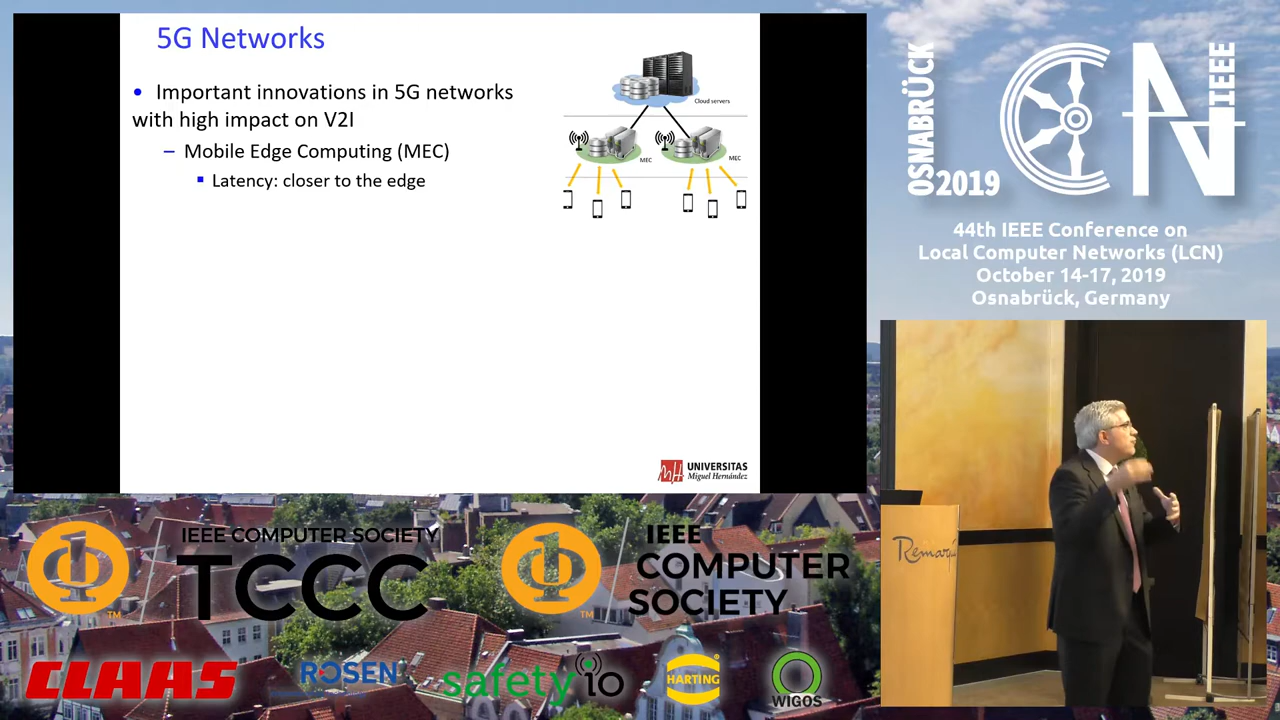 5G Networks
• Important innovations in 5G networks
with high impact on V2I
– Mobile Edge Computing (MEC)
▪ Latency: closer to the edge
Cloud servers
MEC
MEC
UNIVERSITAS
Miguel Hernández
OSNABRÜCK
2019
LCN
IEEE
44th IEEE Conference on
Local Computer Networks (LCN)
October 14-17, 2019
Osnabrück, Germany
IEEE COMPUTER SOCIETY
TCCC
TM
IEEE
COMPUTER
SOCIETY
TM
CLAAS
ROSEN
safetyio
HARTING
WIGOS